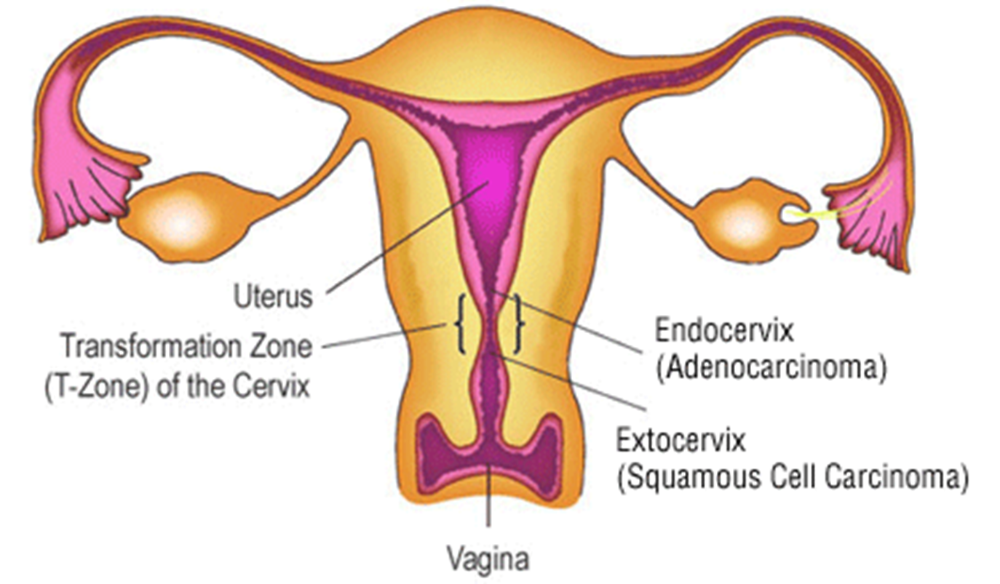 Uterus
Transformation Zone
(T-Zone) of the Cervix
Endocervix
(Adenocarcinoma)
Extocervix
(Squamous Cell Carcinoma)
Vagina